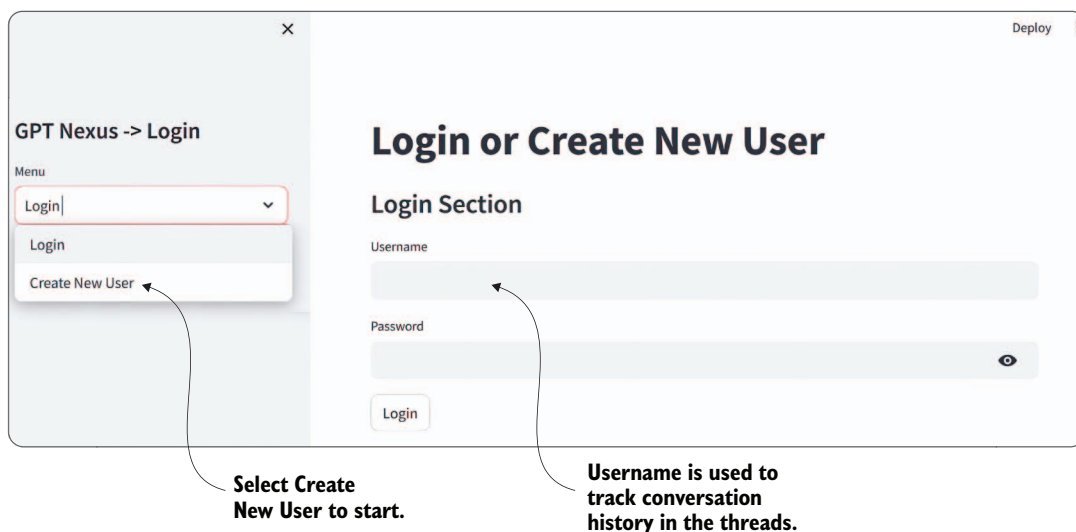 Deploy
GPT Nexus -> Login
Menu
Login
Login
Create New User
Login or Create New User
Login Section
Username
Password
Login
Select Create
New User to start.
Username is used to
track conversation
history in the threads.